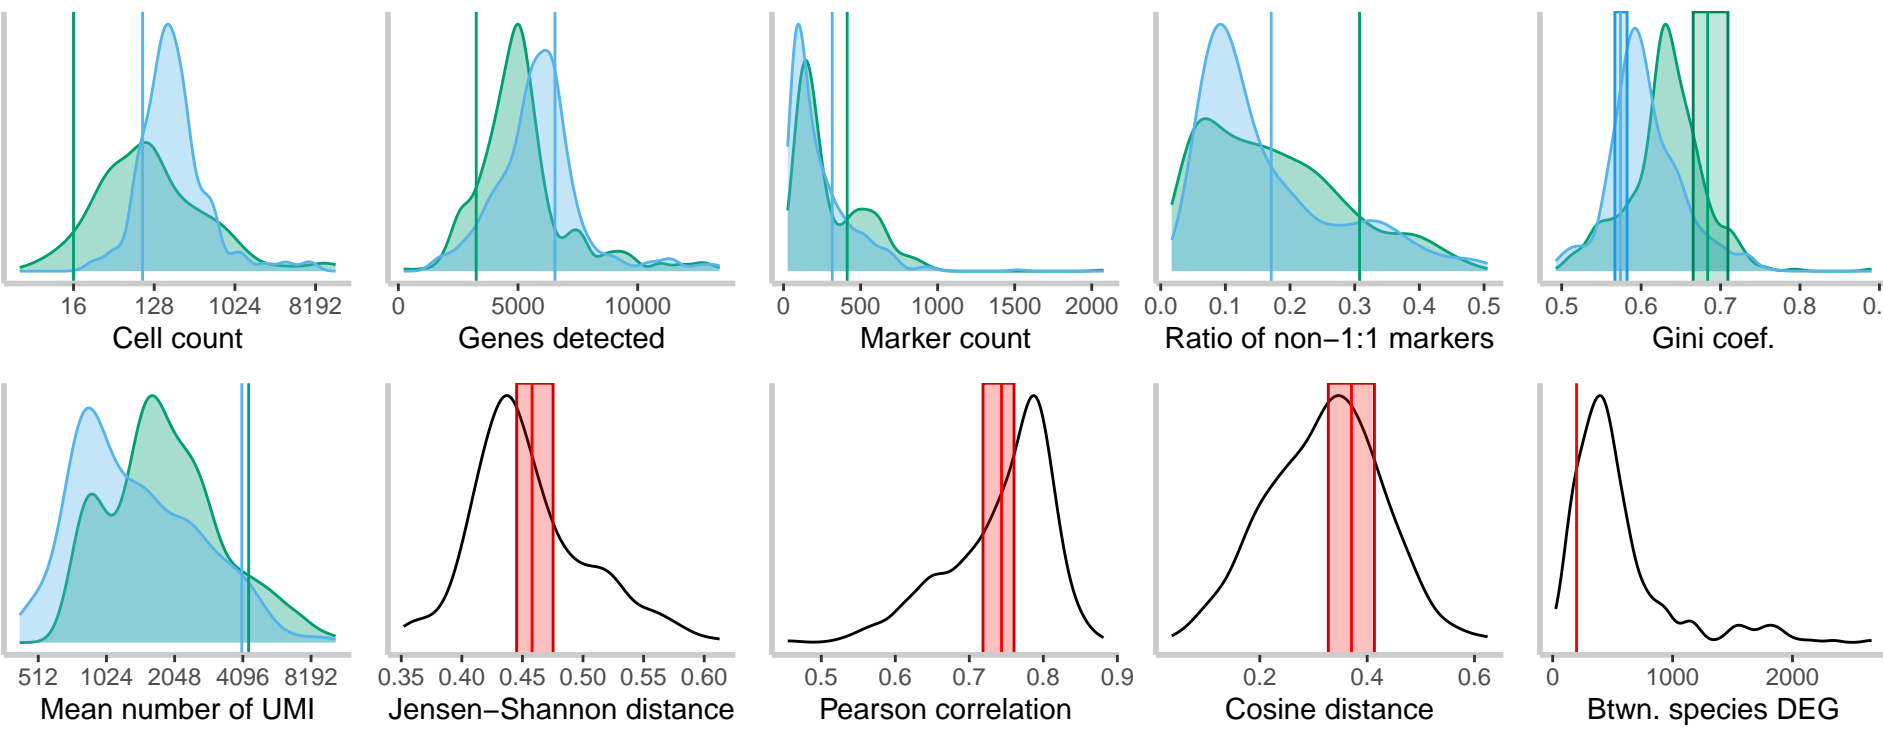 16 128 1024 8192
Cell count
0 5000 10000
Genes detected
0 500 1000 1500 2000
Marker count
0.0 0.1 0.2 0.3 0.4 0.5
Ratio of non−1:1 markers
0.5 0.6 0.7 0.8 0.
Gini coef.
512 1024 2048 4096 8192
Mean number of UMI
0.35 0.40 0.45 0.50 0.55 0.60
Jensen−Shannon distance
0.5 0.6 0.7 0.8 0.9
Pearson correlation
0.2 0.4 0.6
Cosine distance
0 1000 2000
Btwn. species DEG